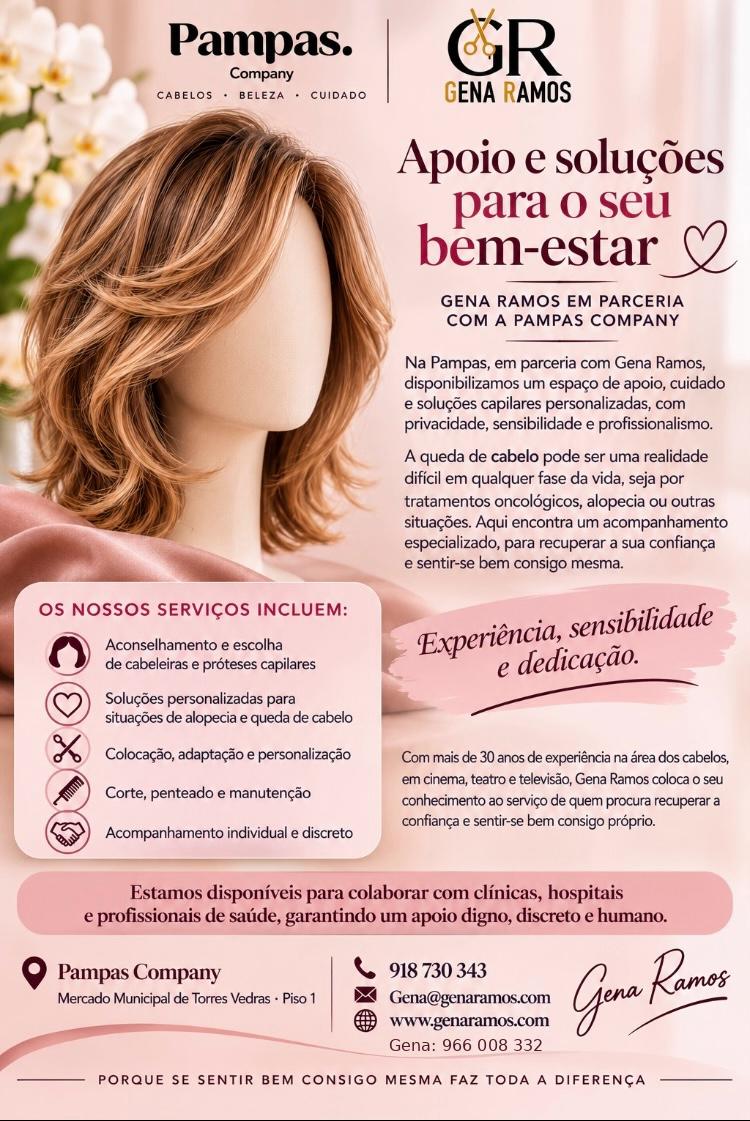 Pampas.
Company
CABELOS • BELEZA • CUIDADO
GR
GENA RAMOS
Apoio e soluções
para o seu
bem-estar
GENA RAMOS EM PARCERIA
COM A PAMPAS COMPANY
Na Pampas, em parceria com Gena Ramos,
disponibilizamos um espaço de apoio, cuidado
e soluções capilares personalizadas, com
privacidade, sensibilidade e profissionalismo.
A queda de cabelo pode ser uma realidade
difícil em qualquer fase da vida, seja por
tratamentos oncológicos, alopecia ou outras
situações. Aqui encontra um acompanhamento
especializado, para recuperar a sua confiança
e sentir-se bem consigo mesma.
OS NOSSOS SERVIÇOS INCLUEM:
Aconselhamento e escolha
de cabeleiras e próteses capilares
Soluções personalizadas para
situações de alopecia e queda de cabelo
Colocação, adaptação e personalização
Corte, penteado e manutenção
Acompanhamento individual e discreto
Experiência, sensibilidade
e dedicação.
Com mais de 30 anos de experiência na área dos cabelos,
em cinema, teatro e televisão, Gena Ramos coloca o seu
conhecimento ao serviço de quem procura recuperar a
confiança e sentir-se bem consigo próprio.
Estamos disponíveis para colaborar com clínicas, hospitais
e profissionais de saúde, garantindo um apoio digno, discreto e humano.
Pampas Company
Mercado Municipal de Torres Vedras · Piso 1
918 730 343
Gena@genaramos.com
www.genaramos.com
Gena: 966 008 332
Gena Ramos
PORQUE SE SENTIR BEM CONSIGO MESMA FAZ TODA A DIFERENÇA